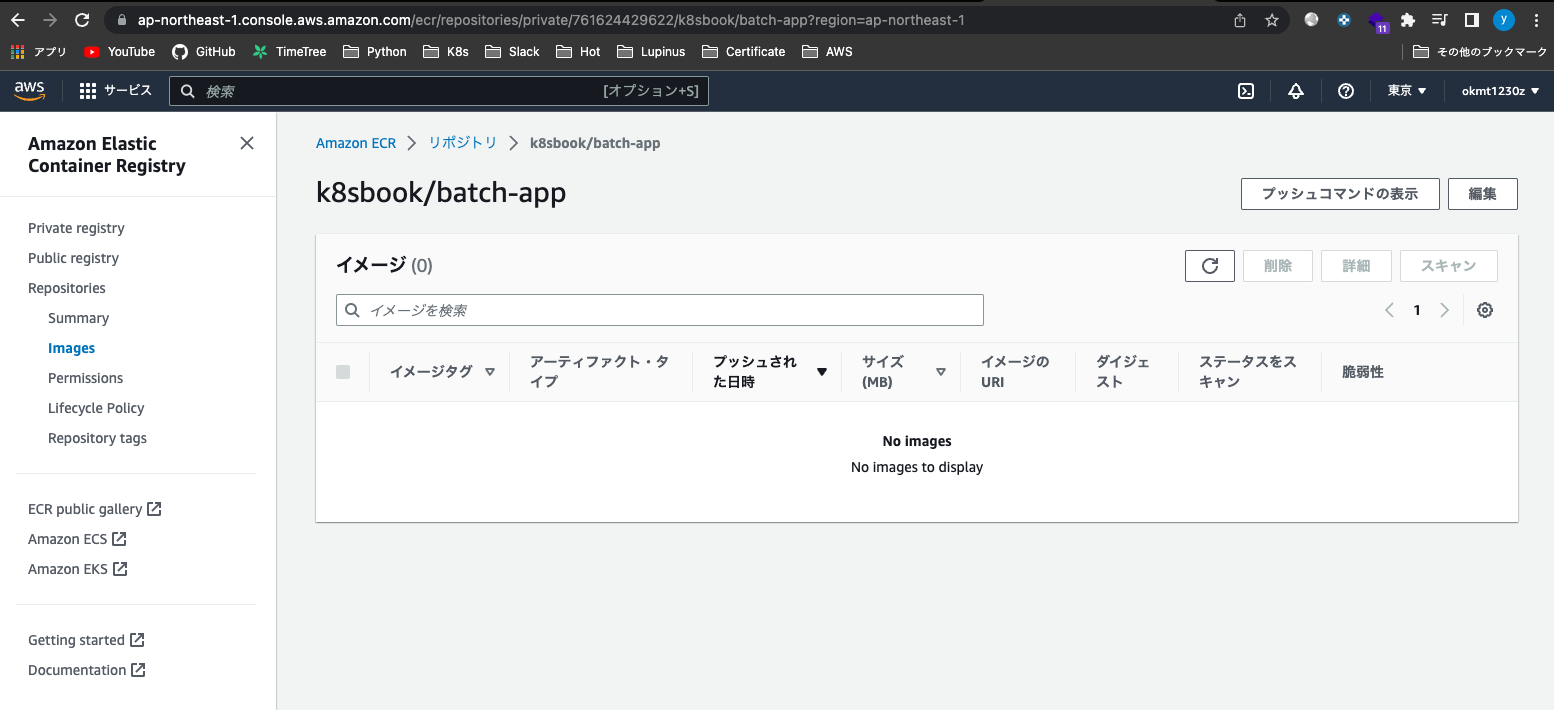 ap-northeast-1.console.aws.amazon.com/ecr/repositories/private/761624429622/k8sbook/batch-app?region=ap-northeast-1
11
y
アプリ YouTube GitHub TimeTree Python K8s Slack Hot Lupinus Certificate AWS その他のブックマーク
aws サービス 検索 [オプション+S] 東京 okmt1230z
Amazon Elastic
Container Registry
Private registry
Public registry
Repositories
Summary
Images
Permissions
Lifecycle Policy
Repository tags
ECR public gallery
Amazon ECS
Amazon EKS
Getting started
Documentation
Amazon ECR リポジトリ k8sbook/batch-app
k8sbook/batch-app
プッシュコマンドの表示 編集
イメージ (0)
削除 詳細 スキャン
イメージを検索
1
イメージタグ
アーティファクト・タ
イプ
プッシュされ
た日時
サイズ
(MB)
イメージの
URI
ダイジェ
スト
ステータスをス
キャン
脆弱性
No images
No images to display